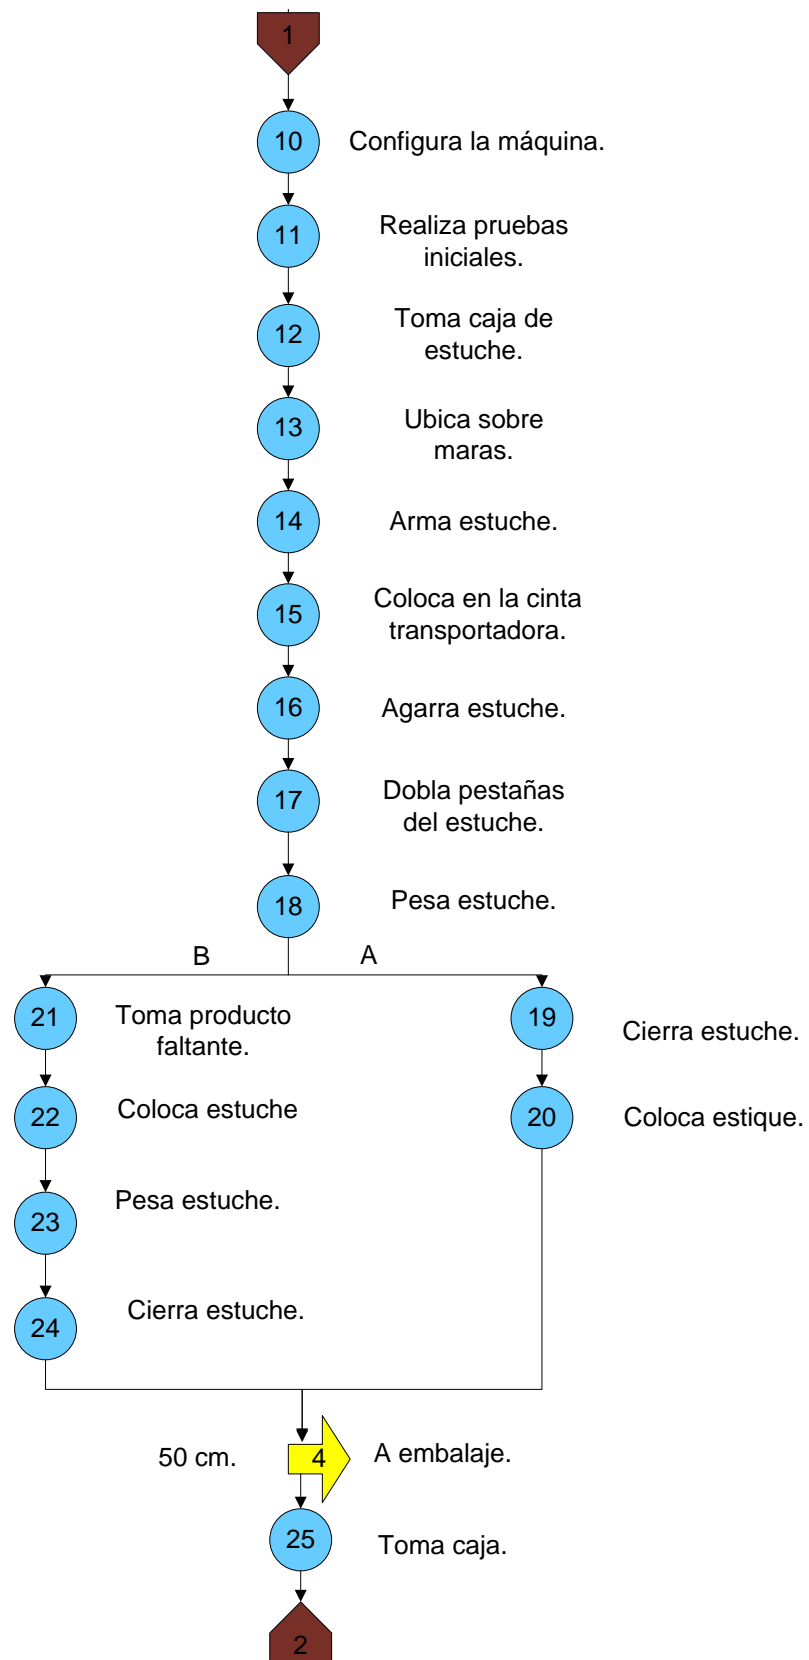 1
10 Configura la máquina.
11 Realiza pruebas
iniciales.
12 Toma caja de
estuche.
13 Ubica sobre
maras.
14 Arma estuche.
15 Coloca en la cinta
transportadora.
16 Agarra estuche.
17 Dobla pestañas
del estuche.
18 Pesa estuche.
B A
21 Toma producto
faltante.
19 Cierra estuche.
22 Coloca estuche
20 Coloca estique.
23 Pesa estuche.
24 Cierra estuche.
50 cm. 4 A embalaje.
25 Toma caja.
2